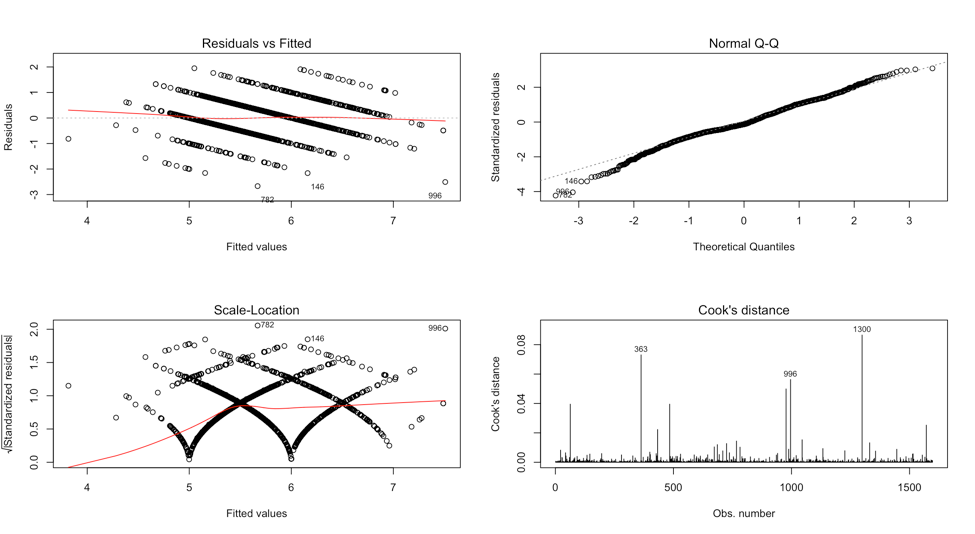 Residuals vs Fitted
Residuals
2
1
0
-1
-2
-3
146
782
996
4 5 6 7
Fitted values
Normal Q-Q
Standardized residuals
2
0
-2
-4
146
996
782
-3 -2 -1 0 1 2 3
Theoretical Quantiles
Scale-Location
√|Standardized residuals|
2.0
1.5
1.0
0.5
0.0
782
146
996
4 5 6 7
Fitted values
Cook's distance
Cook's distance
0.08
0.04
0.00
363
996
1300
0 500 1000 1500
Obs. number